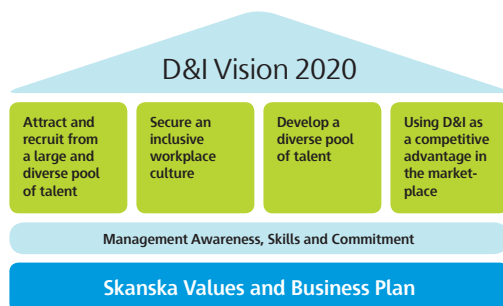 D&I Vision 2020
Attract and
recruit from
a large and
diverse pool
of talent
Secure an
inclusive
workplace
culture
Develop a
diverse pool
of talent
Using D&I as
a competitive
advantage in
the market-
place
Management Awareness, Skills and Commitment
Skanska Values and Business Plan